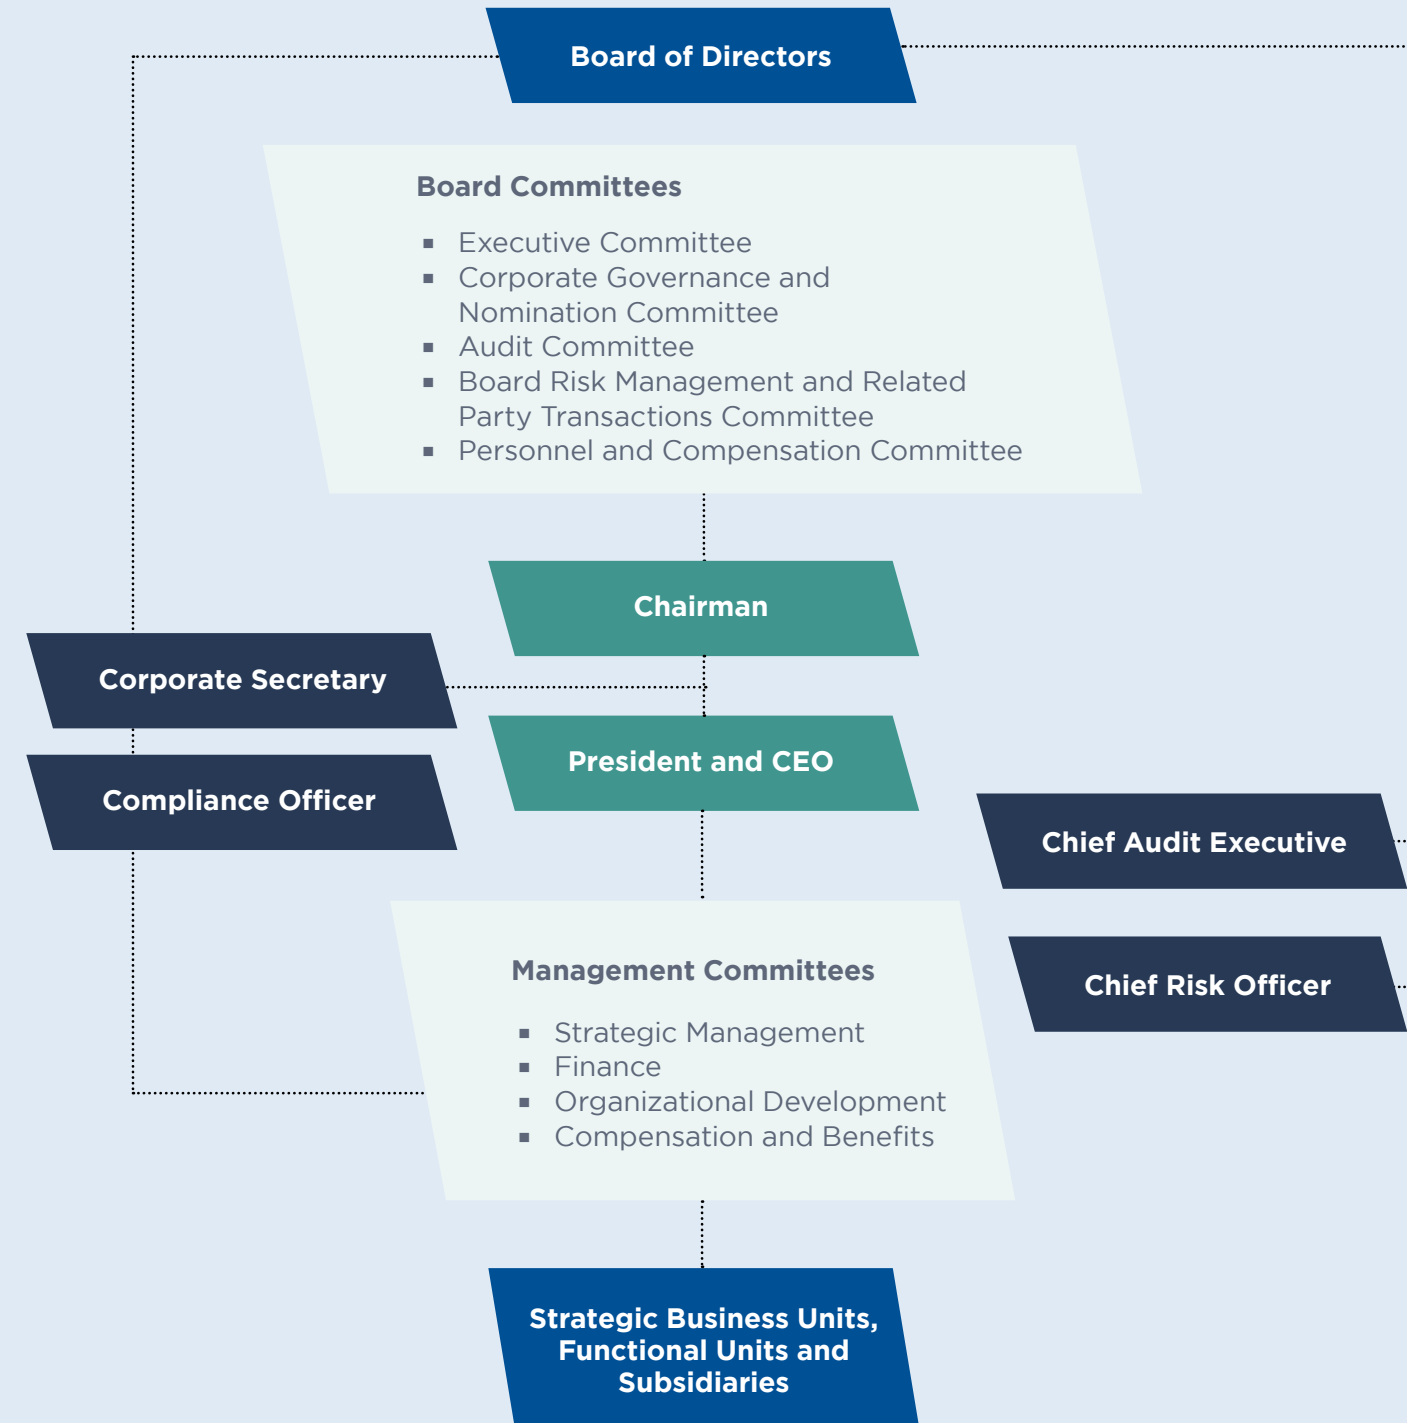 Board of Directors
Board Committees
▪ Executive Committee
▪ Corporate Governance and
Nomination Committee
▪ Audit Committee
▪ Board Risk Management and Related
Party Transactions Committee
▪ Personnel and Compensation Committee
Chairman
Corporate Secretary
President and CEO
Compliance Officer
Chief Audit Executive
Chief Risk Officer
Management Committees
▪ Strategic Management
▪ Finance
▪ Organizational Development
▪ Compensation and Benefits
Strategic Business Units,
Functional Units and
Subsidiaries